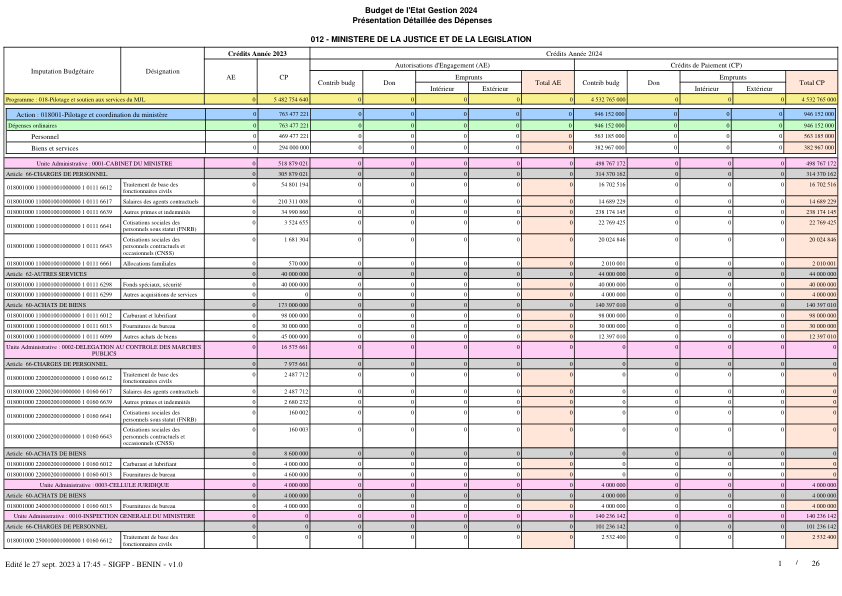 Budget de l'Etat Gestion 2024
Présentation Détaillée des Dépenses
012 - MINISTERE DE LA JUSTICE ET DE LA LEGISLATION
Imputation Budgétaire Désignation Crédits Année 2023 Crédits Année 2024
AE CP Autorisations d'Engagement (AE) Crédits de Paiement (CP)
Contrib budg Don Emprunts Total AE Contrib budg Don Emprunts Total CP
Intérieur Extérieur Intérieur Extérieur
Programme : 018-Pilotage et soutien aux services du MJL 0 5 482 754 640 0 0 0 0 0 4 532 765 000 0 0 0 4 532 765 000
Action : 018001-Pilotage et coordination du ministère 0 763 477 221 0 0 0 0 0 946 152 000 0 0 0 946 152 000
Dépenses ordinaires 0 763 477 221 0 0 0 0 0 946 152 000 0 0 0 946 152 000
Personnel 0 469 477 221 0 0 0 0 0 563 185 000 0 0 0 563 185 000
Biens et services 0 294 000 000 0 0 0 0 0 382 967 000 0 0 0 382 967 000
Unite Administrative : 0001-CABINET DU MINISTRE 0 518 879 021 0 0 0 0 0 498 767 172 0 0 0 498 767 172
Article 66-CHARGES DE PERSONNEL 0 305 879 021 0 0 0 0 0 314 370 162 0 0 0 314 370 162
018001000 1100001001000000 1 0111 6612 Traitement de base des fonctionnaires civils 0 54 801 194 0 0 0 0 0 16 702 516 0 0 0 16 702 516
018001000 1100001001000000 1 0111 6617 Salaires des agents contractuels 0 210 311 008 0 0 0 0 0 14 689 229 0 0 0 14 689 229
018001000 1100001001000000 1 0111 6639 Autres primes et indemnités 0 34 990 860 0 0 0 0 0 238 174 145 0 0 0 238 174 145
018001000 1100001001000000 1 0111 6641 Cotisations sociales des personnels sous statut (FNRB) 0 3 524 655 0 0 0 0 0 22 769 425 0 0 0 22 769 425
018001000 1100001001000000 1 0111 6643 Cotisations sociales des personnels contractuels et occasionnels (CNSS) 0 1 681 304 0 0 0 0 0 20 024 846 0 0 0 20 024 846
018001000 1100001001000000 1 0111 6661 Allocations familiales 0 570 000 0 0 0 0 0 2 010 001 0 0 0 2 010 001
Article 62-AUTRES SERVICES 0 40 000 000 0 0 0 0 0 44 000 000 0 0 0 44 000 000
018001000 1100001001000000 1 0111 6298 Fonds spéciaux, sécurité 0 40 000 000 0 0 0 0 0 40 000 000 0 0 0 40 000 000
018001000 1100001001000000 1 0111 6299 Autres acquisitions de services 0 0 0 0 0 0 0 4 000 000 0 0 0 4 000 000
Article 60-ACHATS DE BIENS 0 173 000 000 0 0 0 0 0 140 397 010 0 0 0 140 397 010
018001000 1100001001000000 1 0111 6012 Carburant et lubrifiant 0 98 000 000 0 0 0 0 0 98 000 000 0 0 0 98 000 000
018001000 1100001001000000 1 0111 6013 Fournitures de bureau 0 30 000 000 0 0 0 0 0 30 000 000 0 0 0 30 000 000
018001000 1100001001000000 1 0111 6099 Autres achats de biens 0 45 000 000 0 0 0 0 0 12 397 010 0 0 0 12 397 010
Unite Administrative : 0002-DELEGATION AU CONTROLE DES MARCHES PUBLICS 0 16 575 661 0 0 0 0 0 0 0 0 0 0
Article 66-CHARGES DE PERSONNEL 0 7 975 661 0 0 0 0 0 0 0 0 0 0
018001000 2200002001000000 1 0160 6612 Traitement de base des fonctionnaires civils 0 2 487 712 0 0 0 0 0 0 0 0 0 0
018001000 2200002001000000 1 0160 6617 Salaires des agents contractuels 0 2 487 712 0 0 0 0 0 0 0 0 0 0
018001000 2200002001000000 1 0160 6639 Autres primes et indemnités 0 2 680 232 0 0 0 0 0 0 0 0 0 0
018001000 2200002001000000 1 0160 6641 Cotisations sociales des personnels sous statut (FNRB) 0 160 002 0 0 0 0 0 0 0 0 0 0
018001000 2200002001000000 1 0160 6643 Cotisations sociales des personnels contractuels et occasionnels (CNSS) 0 160 003 0 0 0 0 0 0 0 0 0 0
Article 60-ACHATS DE BIENS 0 8 600 000 0 0 0 0 0 0 0 0 0 0
018001000 2200002001000000 1 0160 6012 Carburant et lubrifiant 0 4 000 000 0 0 0 0 0 0 0 0 0 0
018001000 2200002001000000 1 0160 6013 Fournitures de bureau 0 4 600 000 0 0 0 0 0 0 0 0 0 0
Unite Administrative : 0003-CELLULE JURIDIQUE 0 4 000 000 0 0 0 0 0 4 000 000 0 0 0 4 000 000
Article 60-ACHATS DE BIENS 0 4 000 000 0 0 0 0 0 4 000 000 0 0 0 4 000 000
018001000 2400003001000000 1 0160 6013 Fournitures de bureau 0 4 000 000 0 0 0 0 0 4 000 000 0 0 0 4 000 000
Unite Administrative : 0010-INSPECTION GENERALE DU MINISTERE 0 0 0 0 0 0 0 140 236 142 0 0 0 140 236 142
Article 66-CHARGES DE PERSONNEL 0 0 0 0 0 0 0 101 236 142 0 0 0 101 236 142
018001000 2500100001000000 1 0160 6612 Traitement de base des fonctionnaires civils 0 0 0 0 0 0 0 2 532 400 0 0 0 2 532 400
Edité le 27 sept. 2023 à 17:45 - SIGFP - BENIN - v1.0 1 / 26